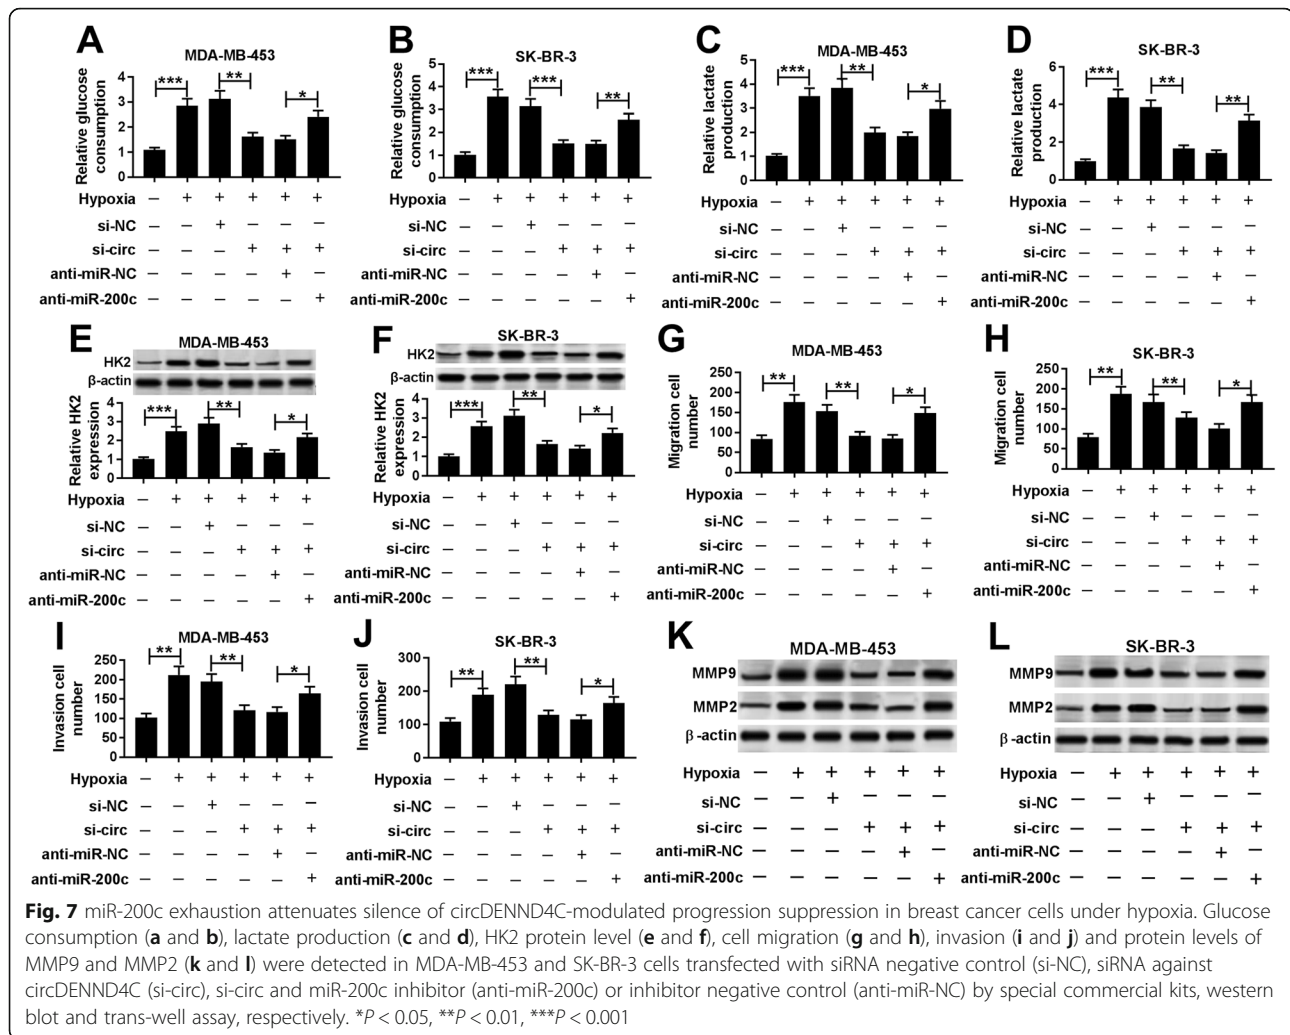 A
MDA-MB-453
Relative glucose consumption
4
3
2
1
0
*** ** *
Hypoxia – + + + + +
si-NC – – + – – –
si-circ – – – + + +
anti-miR-NC – – – – + –
anti-miR-200c – – – – – +
B
SK-BR-3
Relative glucose consumption
5
4
3
2
1
0
*** *** **
Hypoxia – + + + + +
si-NC – – + – – –
si-circ – – – + + +
anti-miR-NC – – – – + –
anti-miR-200c – – – – – +
C
MDA-MB-453
Relative lactate production
5
4
3
2
1
0
*** ** *
Hypoxia – + + + + +
si-NC – – + – – –
si-circ – – – + + +
anti-miR-NC – – – – + –
anti-miR-200c – – – – – +
D
SK-BR-3
Relative lactate production
6
4
2
0
*** ** **
Hypoxia – + + + + +
si-NC – – + – – –
si-circ – – – + + +
anti-miR-NC – – – – + –
anti-miR-200c – – – – – +
E
MDA-MB-453
HK2
β-actin
Relative HK2 expression
4
3
2
1
0
*** ** *
Hypoxia – + + + + +
si-NC – – + – – –
si-circ – – – + + +
anti-miR-NC – – – – + –
anti-miR-200c – – – – – +
F
SK-BR-3
HK2
β-actin
Relative HK2 expression
4
3
2
1
0
*** ** *
Hypoxia – + + + + +
si-NC – – + – – –
si-circ – – – + + +
anti-miR-NC – – – – + –
anti-miR-200c – – – – – +
G
MDA-MB-453
Migration cell number
250
200
150
100
50
0
** ** *
Hypoxia – + + + + +
si-NC – – + – – –
si-circ – – – + + +
anti-miR-NC – – – – + –
anti-miR-200c – – – – – +
H
SK-BR-3
Migration cell number
250
200
150
100
50
0
** ** *
Hypoxia – + + + + +
si-NC – – + – – –
si-circ – – – + + +
anti-miR-NC – – – – + –
anti-miR-200c – – – – – +
I
MDA-MB-453
Invasion cell number
250
200
150
100
50
0
** ** *
Hypoxia – + + + + +
si-NC – – + – – –
si-circ – – – + + +
anti-miR-NC – – – – + –
anti-miR-200c – – – – – +
J
SK-BR-3
Invasion cell number
300
200
100
0
** ** *
Hypoxia – + + + + +
si-NC – – + – – –
si-circ – – – + + +
anti-miR-NC – – – – + –
anti-miR-200c – – – – – +
K
MDA-MB-453
MMP9
MMP2
β-actin
Hypoxia – + + + + +
si-NC – – + – – –
si-circ – – – + + +
anti-miR-NC – – – – + –
anti-miR-200c – – – – – +
L
SK-BR-3
MMP9
MMP2
β-actin
Hypoxia – + + + + +
si-NC – – + – – –
si-circ – – – + + +
anti-miR-NC – – – – + –
anti-miR-200c – – – – – +
Fig. 7 miR-200c exhaustion attenuates silence of circDENND4C-modulated progression suppression in breast cancer cells under hypoxia. Glucose
consumption (a and b), lactate production (c and d), HK2 protein level (e and f), cell migration (g and h), invasion (i and j) and protein levels of
MMP9 and MMP2 (k and l) were detected in MDA-MB-453 and SK-BR-3 cells transfected with siRNA negative control (si-NC), siRNA against
circDENND4C (si-circ), si-circ and miR-200c inhibitor (anti-miR-200c) or inhibitor negative control (anti-miR-NC) by special commercial kits, western
blot and trans-well assay, respectively. *P < 0.05, **P < 0.01, ***P < 0.001